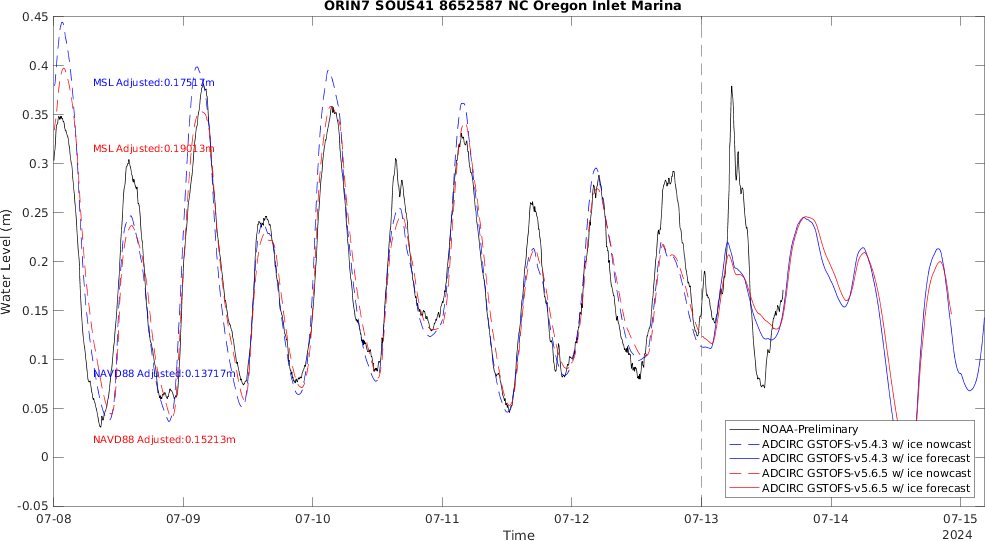 ORIN7 SOUS41 8652587 NC Oregon Inlet Marina
0.45
0.4
0.35
0.3
0.25
0.2
0.15
0.1
0.05
0
-0.05
Water Level (m)
MSL Adjusted:0.17517m
MSL Adjusted:0.19013m
NAVD88 Adjusted:0.13717m
NAVD88 Adjusted:0.15213m
NOAA-Preliminary
ADCIRC GSTOFS-v5.4.3 w/ ice nowcast
ADCIRC GSTOFS-v5.4.3 w/ ice forecast
ADCIRC GSTOFS-v5.6.5 w/ ice nowcast
ADCIRC GSTOFS-v5.6.5 w/ ice forecast
07-08 07-09 07-10 07-11 07-12 07-13 07-14 07-15
Time
2024